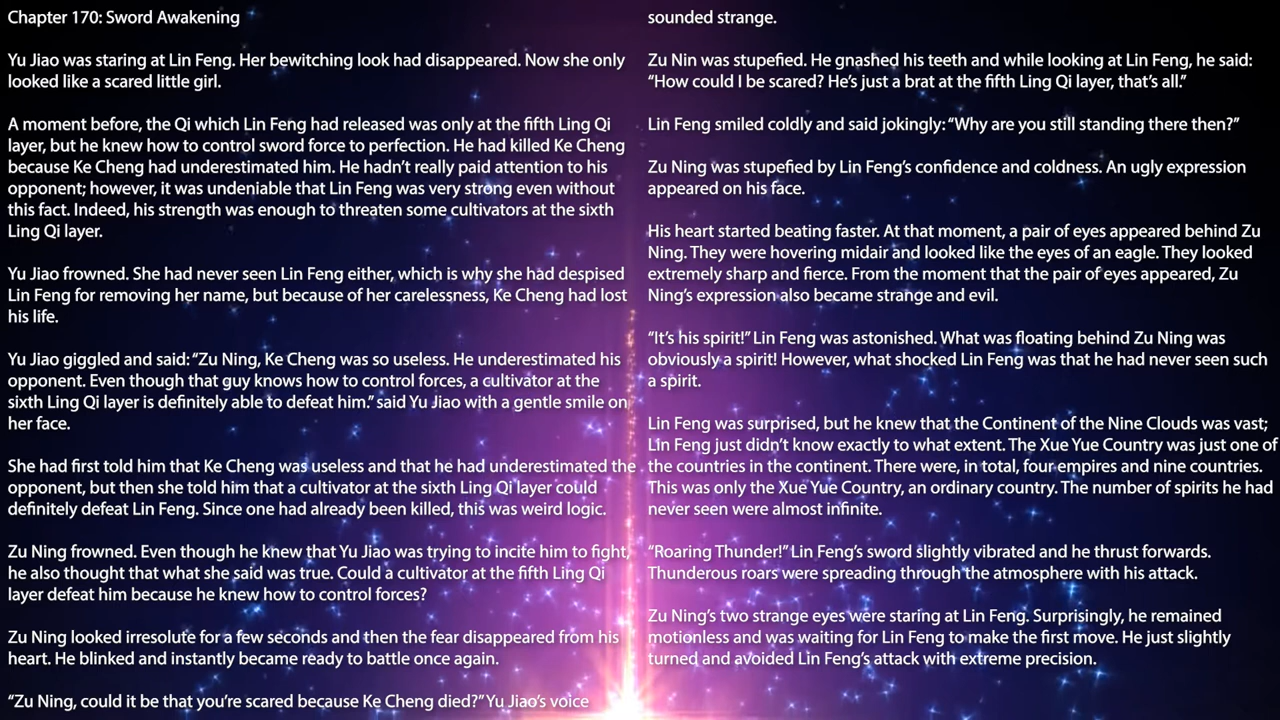 Chapter 170: Sword Awakening
Yu Jiao was staring at Lin Feng. Her bewitching look had disappeared. Now she only
looked like a scared little girl.
A moment before, the Qi which Lin Feng had released was only at the fifth Ling Qi
layer, but he knew how to control sword force to perfection. He had killed Ke Cheng
because Ke Cheng had underestimated him. He hadn’t really paid attention to his
opponent; however, it was undeniable that Lin Feng was very strong even without
this fact. Indeed, his strength was enough to threaten some cultivators at the sixth
Ling Qi layer.
Yu Jiao frowned. She had never seen Lin Feng either, which is why she had despised
Lin Feng for removing her name, but because of her carelessness, Ke Cheng had lost
his life.
Yu Jiao giggled and said: “Zu Ning, Ke Cheng was so useless. He underestimated his
opponent. Even though that guy knows how to control forces, a cultivator at the
sixth Ling Qi layer is definitely able to defeat him.” said Yu Jiao with a gentle smile on
her face.
She had first told him that Ke Cheng was useless and that he had underestimated the
opponent, but then she told him that a cultivator at the sixth Ling Qi layer could
definitely defeat Lin Feng. Since one had already been killed, this was weird logic.
Zu Ning frowned. Even though he knew that Yu Jiao was trying to incite him to fight,
he also thought that what she said was true. Could a cultivator at the fifth Ling Qi
layer defeat him because he knew how to control forces?
Zu Ning looked irresolute for a few seconds and then the fear disappeared from his
heart. He blinked and instantly became ready to battle once again.
“Zu Ning, could it be that you’re scared because Ke Cheng died?” Yu Jiao’s voice
sounded strange.
Zu Nin was stupefied. He gnashed his teeth and while looking at Lin Feng, he said:
“How could I be scared? He’s just a brat at the fifth Ling Qi layer, that’s all.”
Lin Feng smiled coldly and said jokingly: “Why are you still standing there then?”
Zu Ning was stupefied by Lin Feng’s confidence and coldness. An ugly expression
appeared on his face.
His heart started beating faster. At that moment, a pair of eyes appeared behind Zu
Ning. They were hovering midair and looked like the eyes of an eagle. They looked
extremely sharp and fierce. From the moment that the pair of eyes appeared, Zu
Ning’s expression also became strange and evil.
“It’s his spirit!” Lin Feng was astonished. What was floating behind Zu Ning was
obviously a spirit! However, what shocked Lin Feng was that he had never seen such
a spirit.
Lin Feng was surprised, but he knew that the Continent of the Nine Clouds was vast;
Lin Feng just didn’t know exactly to what extent. The Xue Yue Country was just one of
the countries in the continent. There were, in total, four empires and nine countries.
This was only the Xue Yue Country, an ordinary country. The number of spirits he had
never seen were almost infinite.
“Roaring Thunder!” Lin Feng’s sword slightly vibrated and he thrust forwards.
Thunderous roars were spreading through the atmosphere with his attack.
Zu Ning’s two strange eyes were staring at Lin Feng. Surprisingly, he remained
motionless and was waiting for Lin Feng to make the first move. He just slightly
turned and avoided Lin Feng’s attack with extreme precision.